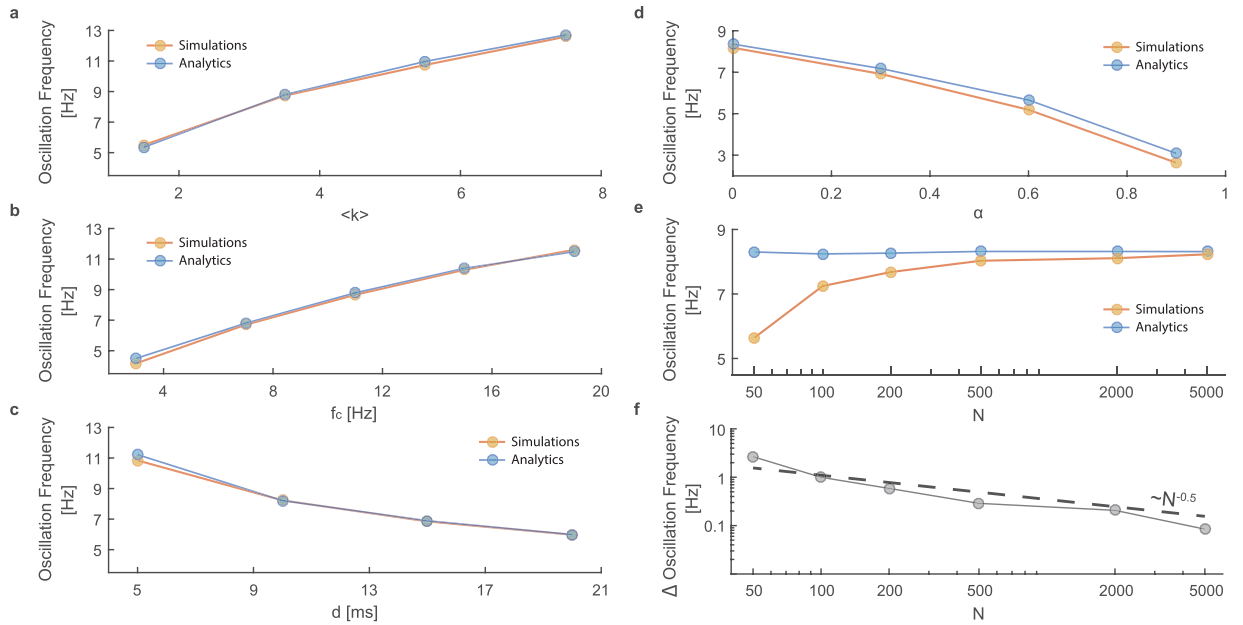 a
Oscillation Frequency
[Hz]
13
11
9
7
5
Simulations
Analytics
2
4
6
8
<k>
b
Oscillation Frequency
[Hz]
13
11
9
7
5
Simulations
Analytics
4
8
12
16
20
fc [Hz]
c
Oscillation Frequency
[Hz]
13
11
9
7
5
Simulations
Analytics
5
9
13
17
21
d [ms]
d
Oscillation Frequency
[Hz]
9
7
5
3
Simulations
Analytics
0
0.2
0.4
0.6
0.8
1
α
e
Oscillation Frequency
[Hz]
9
7
5
Simulations
Analytics
50
100
200
500
2000
5000
N
f
Δ Oscillation Frequency
[Hz]
10
1
0.1
~N-0.5
50
100
200
500
2000
5000
N